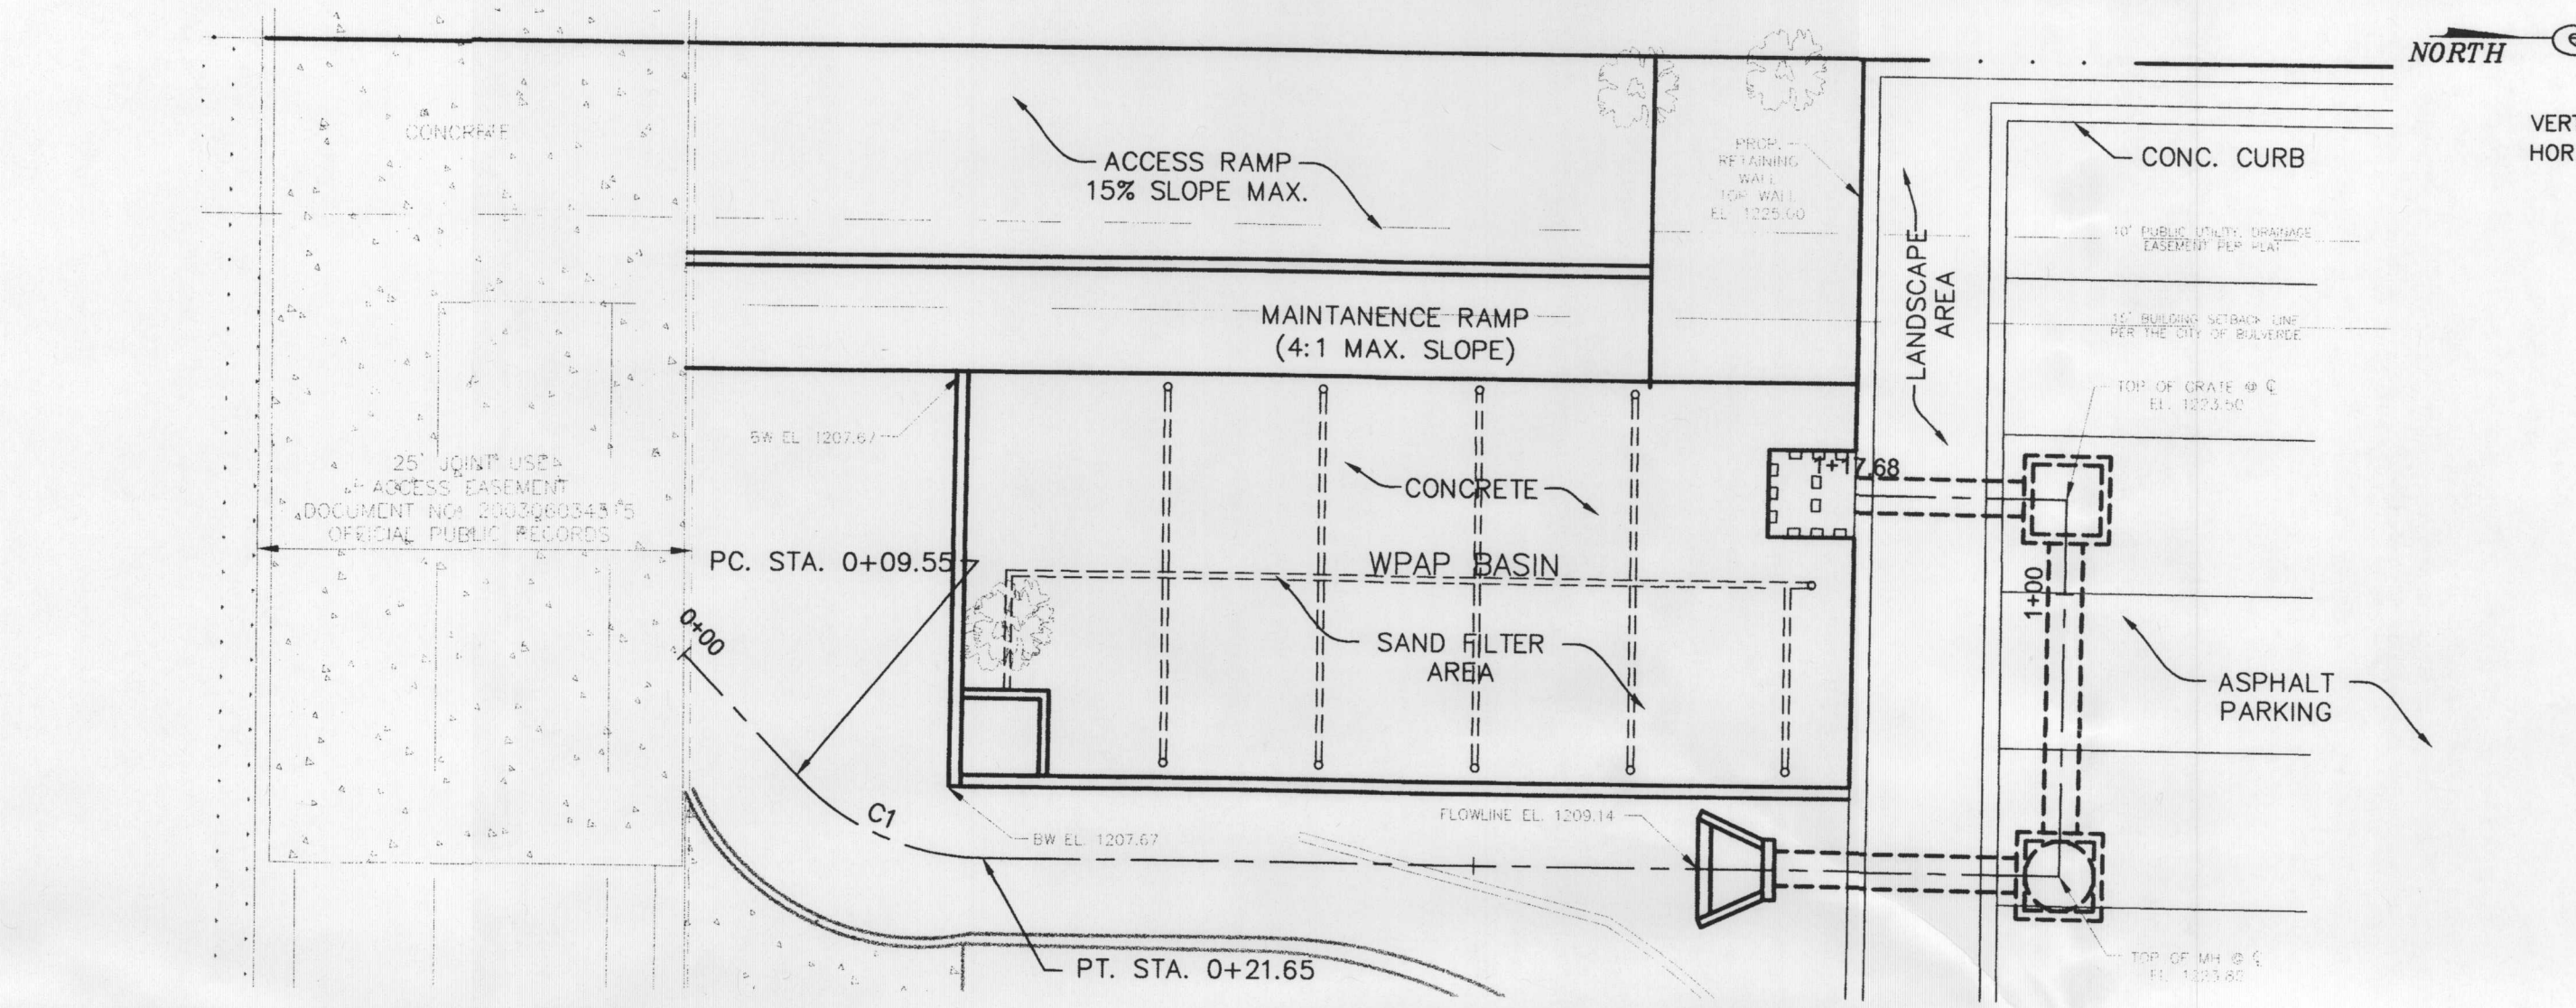 NORTH
VERT
HOR
CONCRETE
ACCESS RAMP
15% SLOPE MAX.
PROP.
RETAINING
WALL
TOP WALL
EL 1225.00
CONC. CURB
10' PUBLIC UTILITY, DRAINAGE
EASEMENT PER PLAT
LANDSCAPE
AREA
MAINTANENCE RAMP
(4:1 MAX. SLOPE)
15' BUILDING SETBACK LINE
PER THE CITY OF BULVERDE
TOP OF GRATE @ ℄
EL. 1223.50
BW EL 1207.67
25' JOINT USE
ACCESS EASEMENT
DOCUMENT NO.
OFFICIAL PUBLIC RECORDS
1+17.68
CONCRETE
WPAP BASIN
PC. STA. 0+09.55
0+00
1+00
SAND FILTER
AREA
ASPHALT
PARKING
C1
FLOWLINE EL. 1209.14
BW EL. 1207.67
PT. STA. 0+21.65
TOP OF MH @ ℄